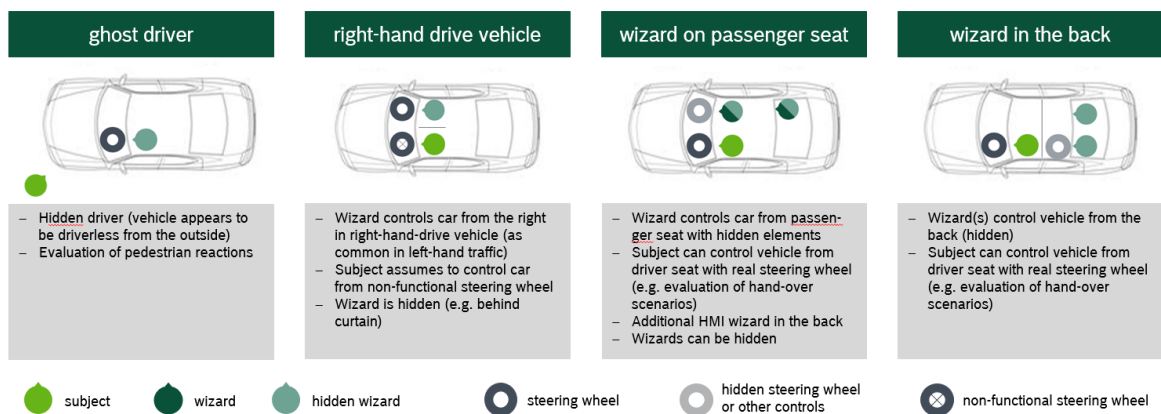 ghost driver
right-hand drive vehicle
wizard on passenger seat
wizard in the back
– Hidden driver (vehicle appears to
be driverless from the outside)
– Evaluation of pedestrian reactions
– Wizard controls car from the right
in right-hand-drive vehicle (as
common in left-hand traffic)
– Subject assumes to control car
from non-functional steering wheel
– Wizard is hidden (e.g. behind
curtain)
– Wizard controls car from passen-
ger seat with hidden elements
– Subject can control vehicle from
driver seat with real steering wheel
(e.g. evaluation of hand-over
scenarios)
– Additional HMI wizard in the back
– Wizards can be hidden
– Wizard(s) control vehicle from the
back (hidden)
– Subject can control vehicle from
driver seat with real steering wheel
(e.g. evaluation of hand-over
scenarios)
subject
wizard
hidden wizard
steering wheel
hidden steering wheel
or other controls
non-functional steering wheel